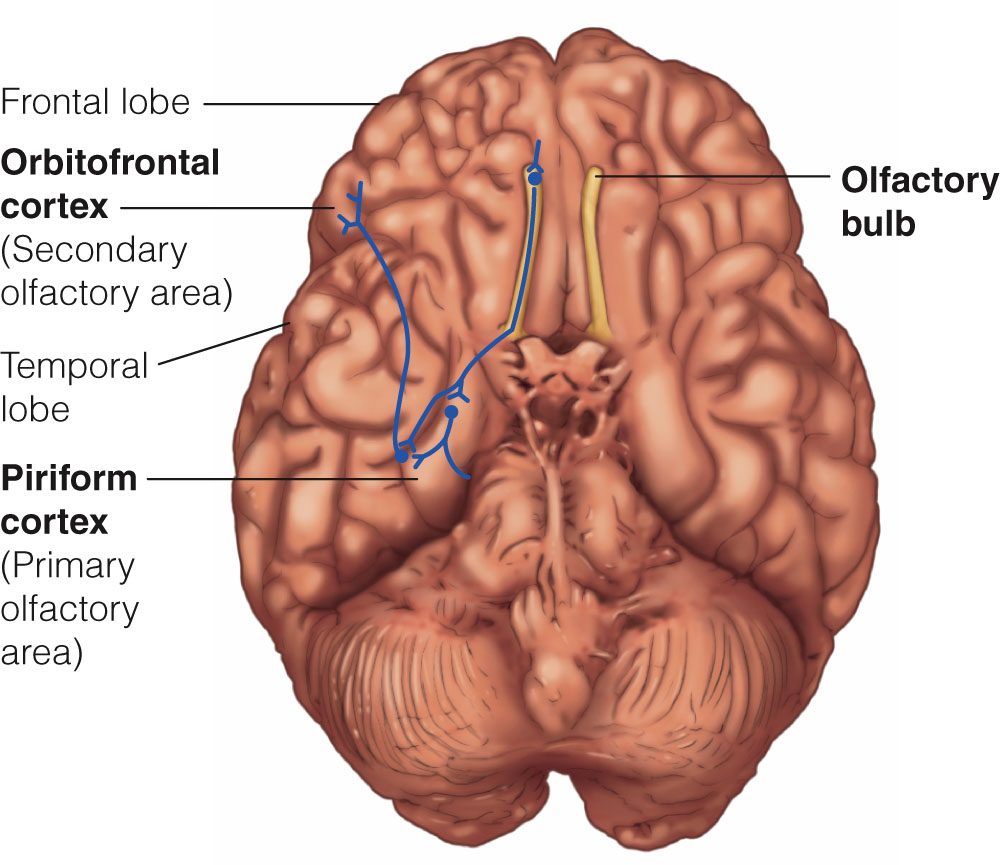 Frontal lobe
Orbitofrontal
cortex
(Secondary
olfactory area)
Temporal
lobe
Piriform
cortex
(Primary
olfactory
area)
Olfactory
bulb